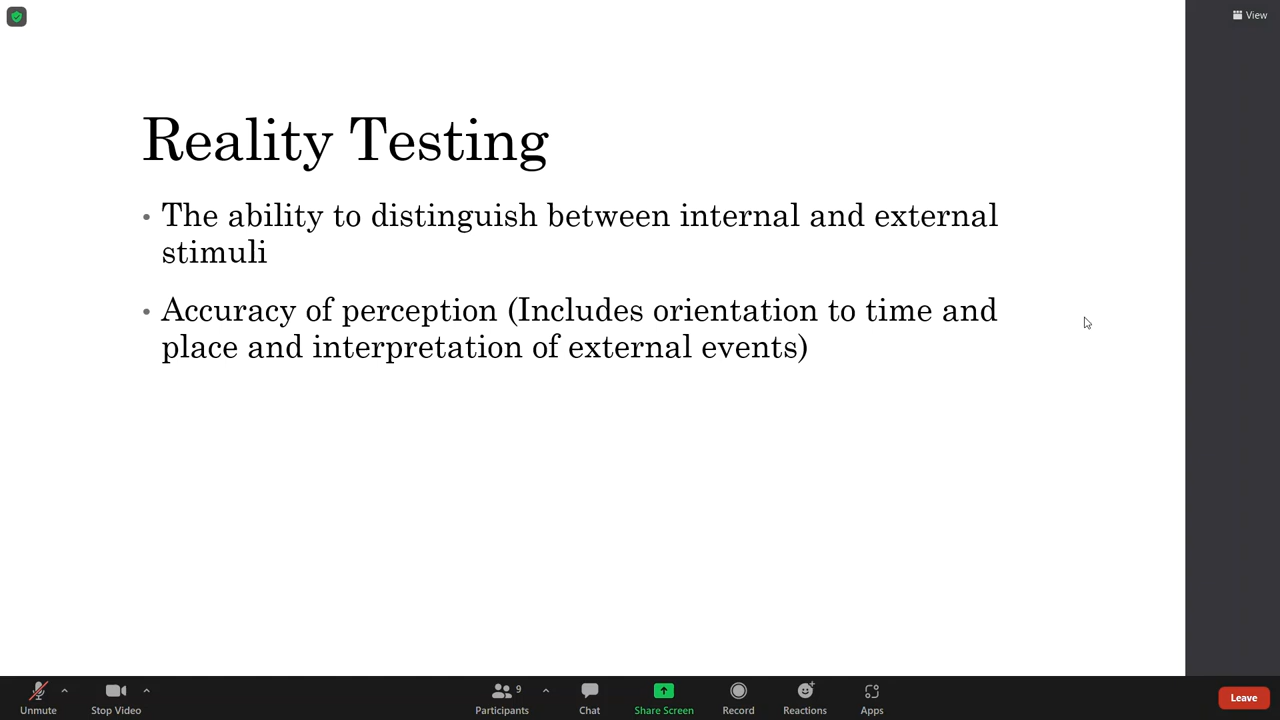 View
Reality Testing
• The ability to distinguish between internal and external
stimuli
• Accuracy of perception (Includes orientation to time and
place and interpretation of external events)
Unmute
Stop Video
9
Participants
Chat
Share Screen
Record
Reactions
Apps
Leave